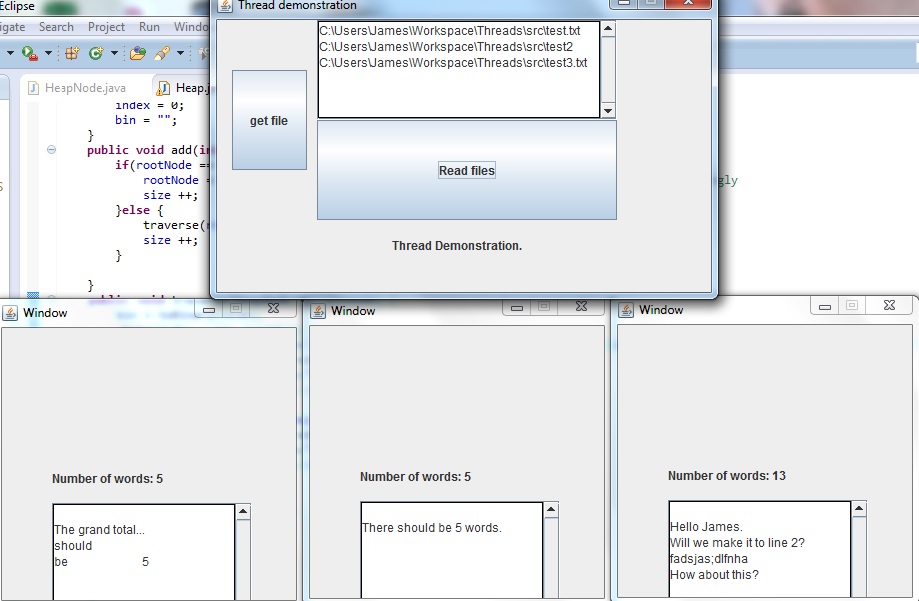 Eclipse
Thread demonstration
igate Search Project Run Windo
C:\Users\James\Workspace\Threads\src\test.txt
C:\Users\James\Workspace\Threads\src\test2
C:\Users\James\Workspace\Threads\src\test3.txt
get file
Read files
Thread Demonstration.
HeapNode.java
Heap.j
index = 0;
bin = "";
}
public void add(in
if(rootNode ==
rootNode =
size ++;
}else {
traverse(
size ++;
}
}
gly
Window
Number of words: 5
The grand total...
should
be 5
Window
Number of words: 5
There should be 5 words.
Window
Number of words: 13
Hello James.
Will we make it to line 2?
fadsjas;dlfnha
How about this?